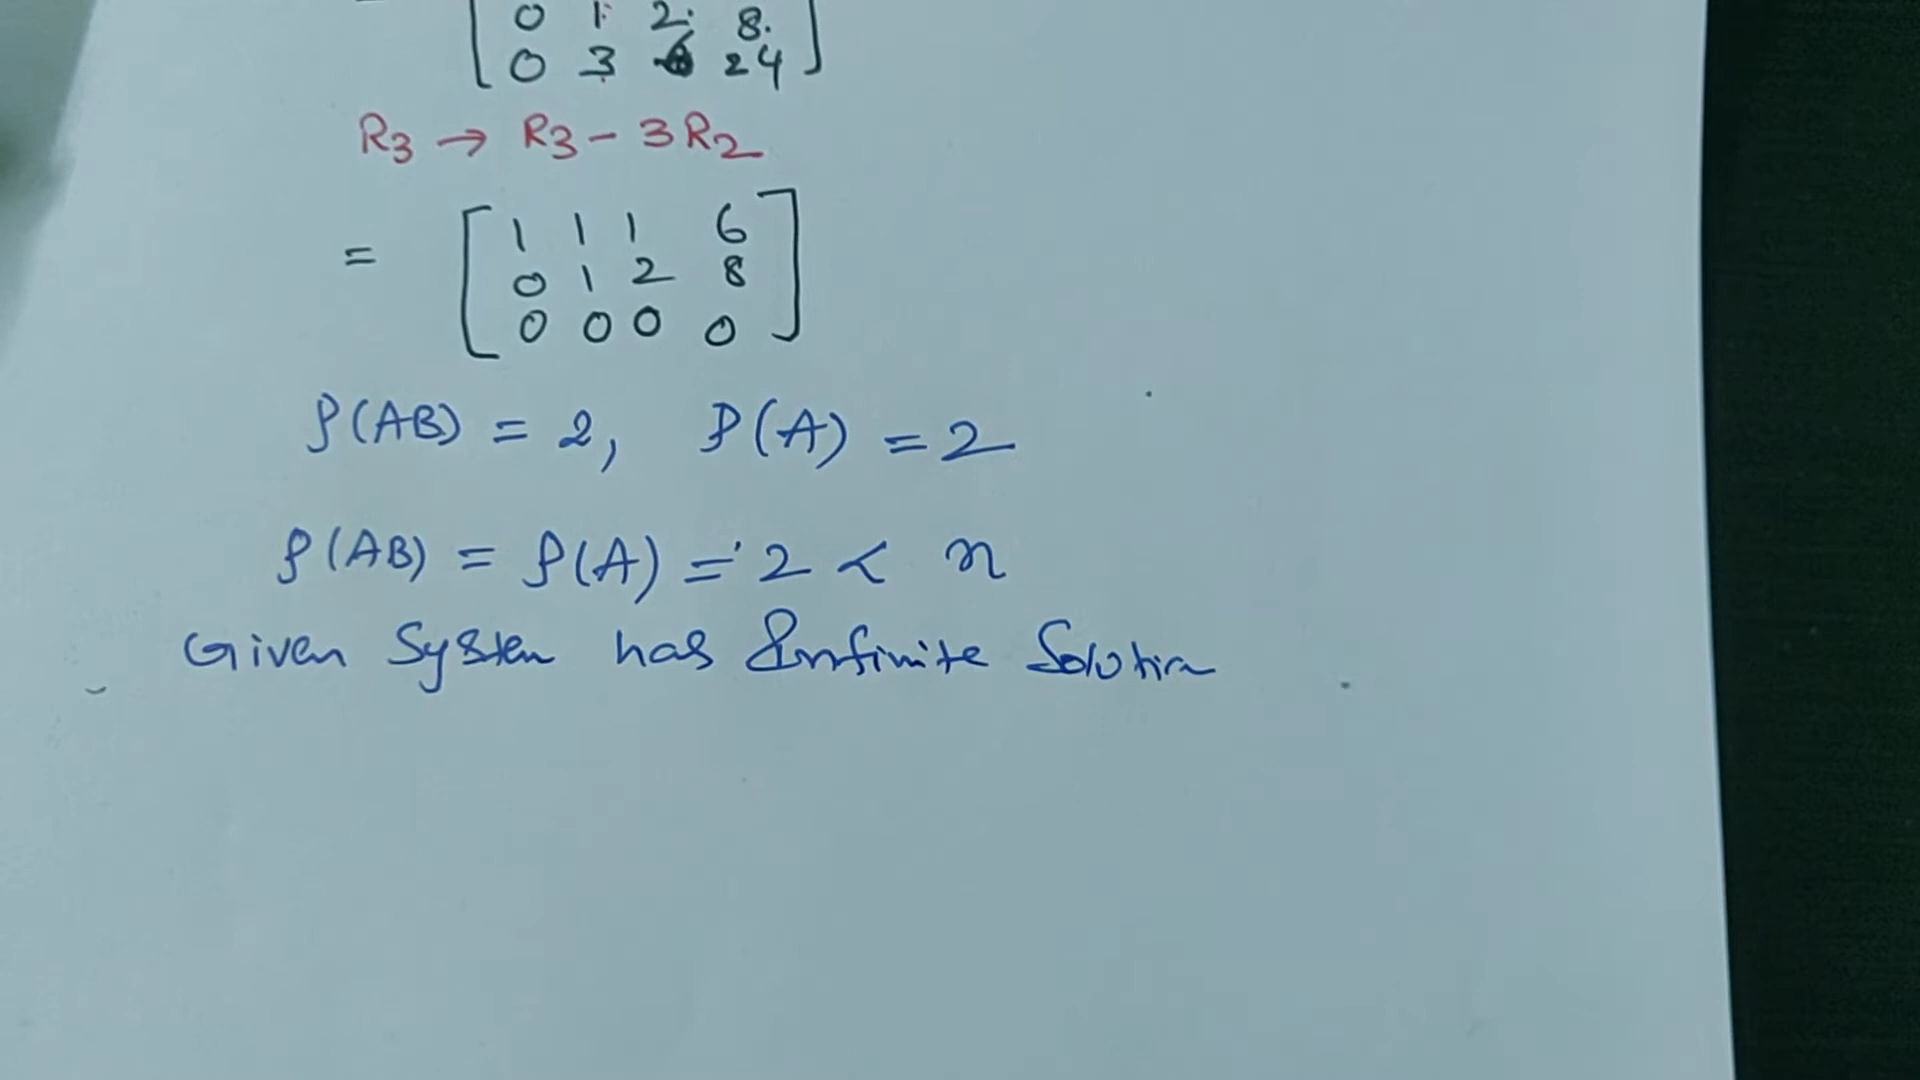 0 1 2 8
0 3 6 24
R3 → R3 - 3R2
= [ 1 1 1 6
0 1 2 8
0 0 0 0 ]
ρ(AB) = 2, ρ(A) = 2
ρ(AB) = ρ(A) = 2 < n
Given System has Infinite Solution